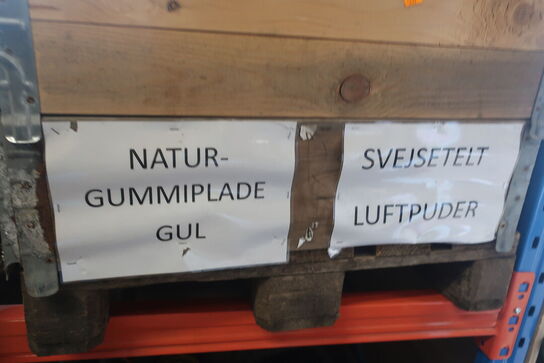 NATUR-
GUMMIPLADE
GUL
SVEJSETELT
LUFTPUDER